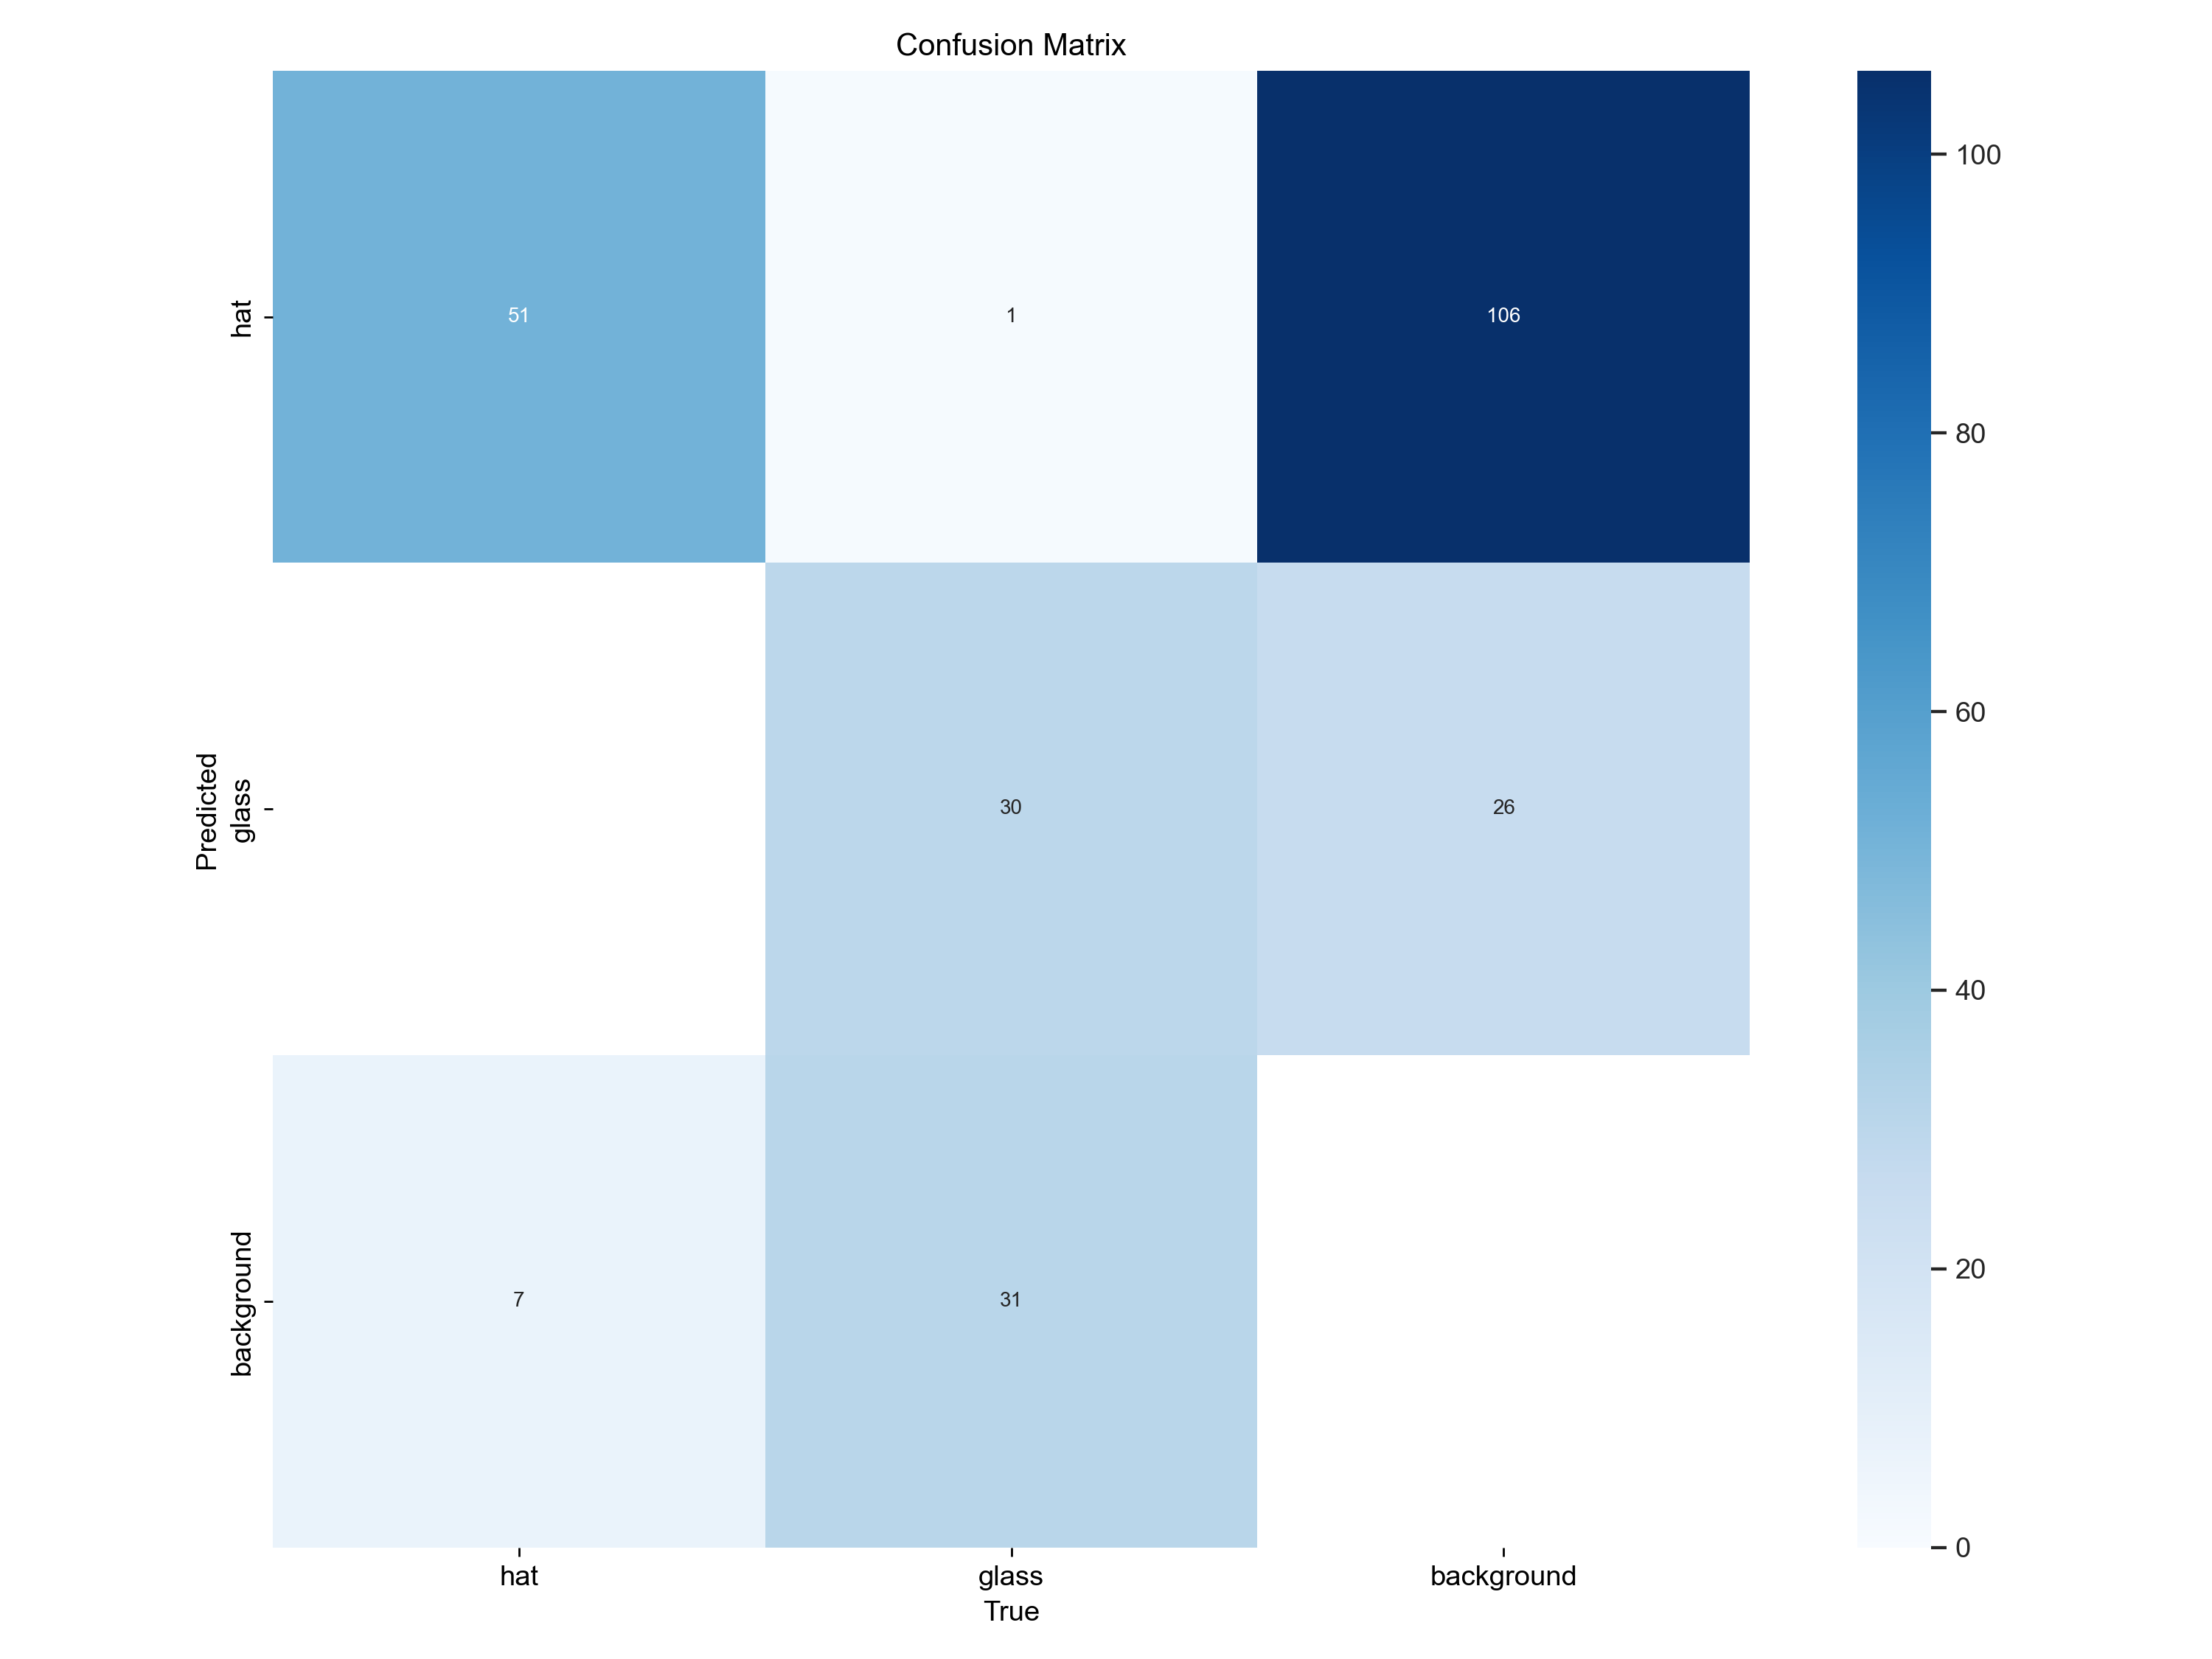 Confusion Matrix
hat
51
1
106
Predicted
glass
30
26
background
7
31
hat
glass
background
True
100
80
60
40
20
0